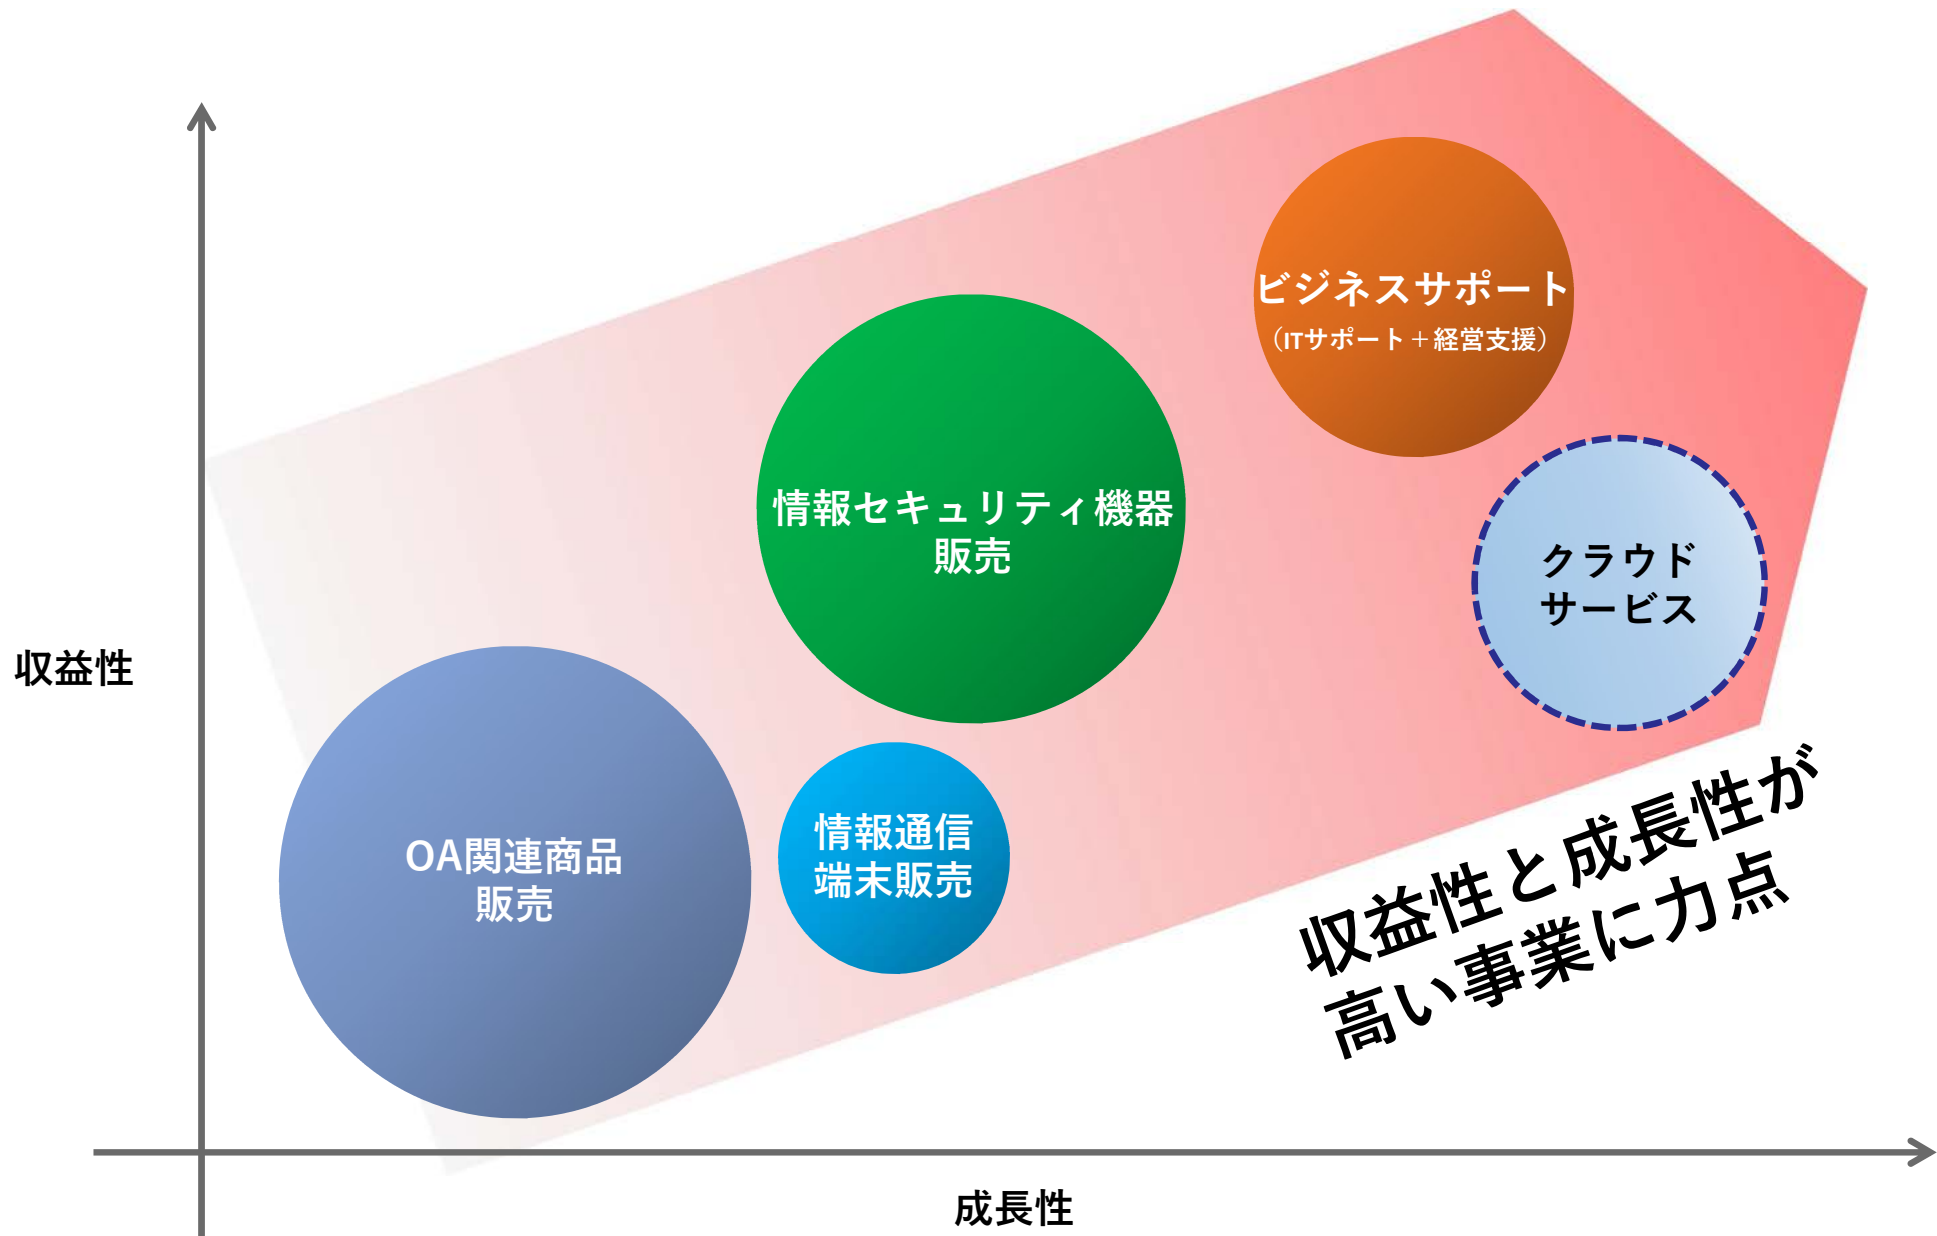 ビジネスサポート
（ITサポート＋経営支援）
情報セキュリティ機器
販売
クラウド
サービス
収益性
OA関連商品
販売
情報通信
端末販売
収益性と成長性が
高い事業に力点
成長性